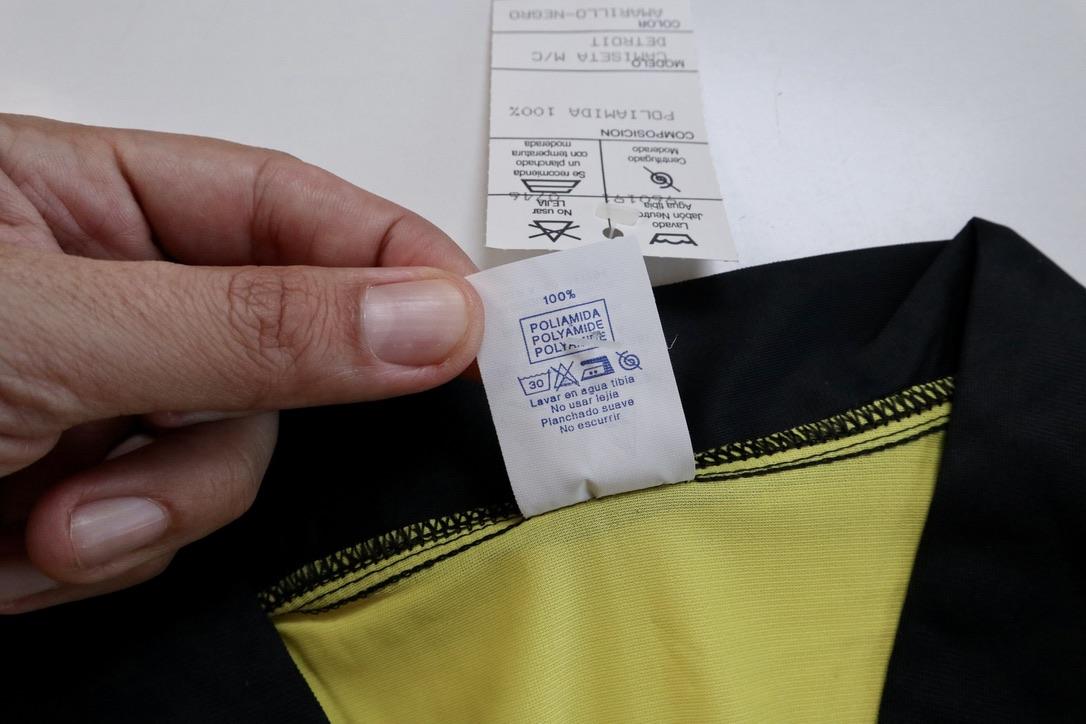 100%
POLIAMIDA
POLYAMIDE
30
Lavar en agua tibia
No usar lejía
Planchado suave
No escurrir
Lavado
Jabón Neutro
Agua tibia
No usar
LEJIA
Centrifugado
Moderado
Se recomienda
un planchado
con temperatura
moderada
COMPOSICION
POLIAMIDA 100%
MODELO
CAMISETA M/C
DETROIT
COLOR
AMARILLO-NEGRO